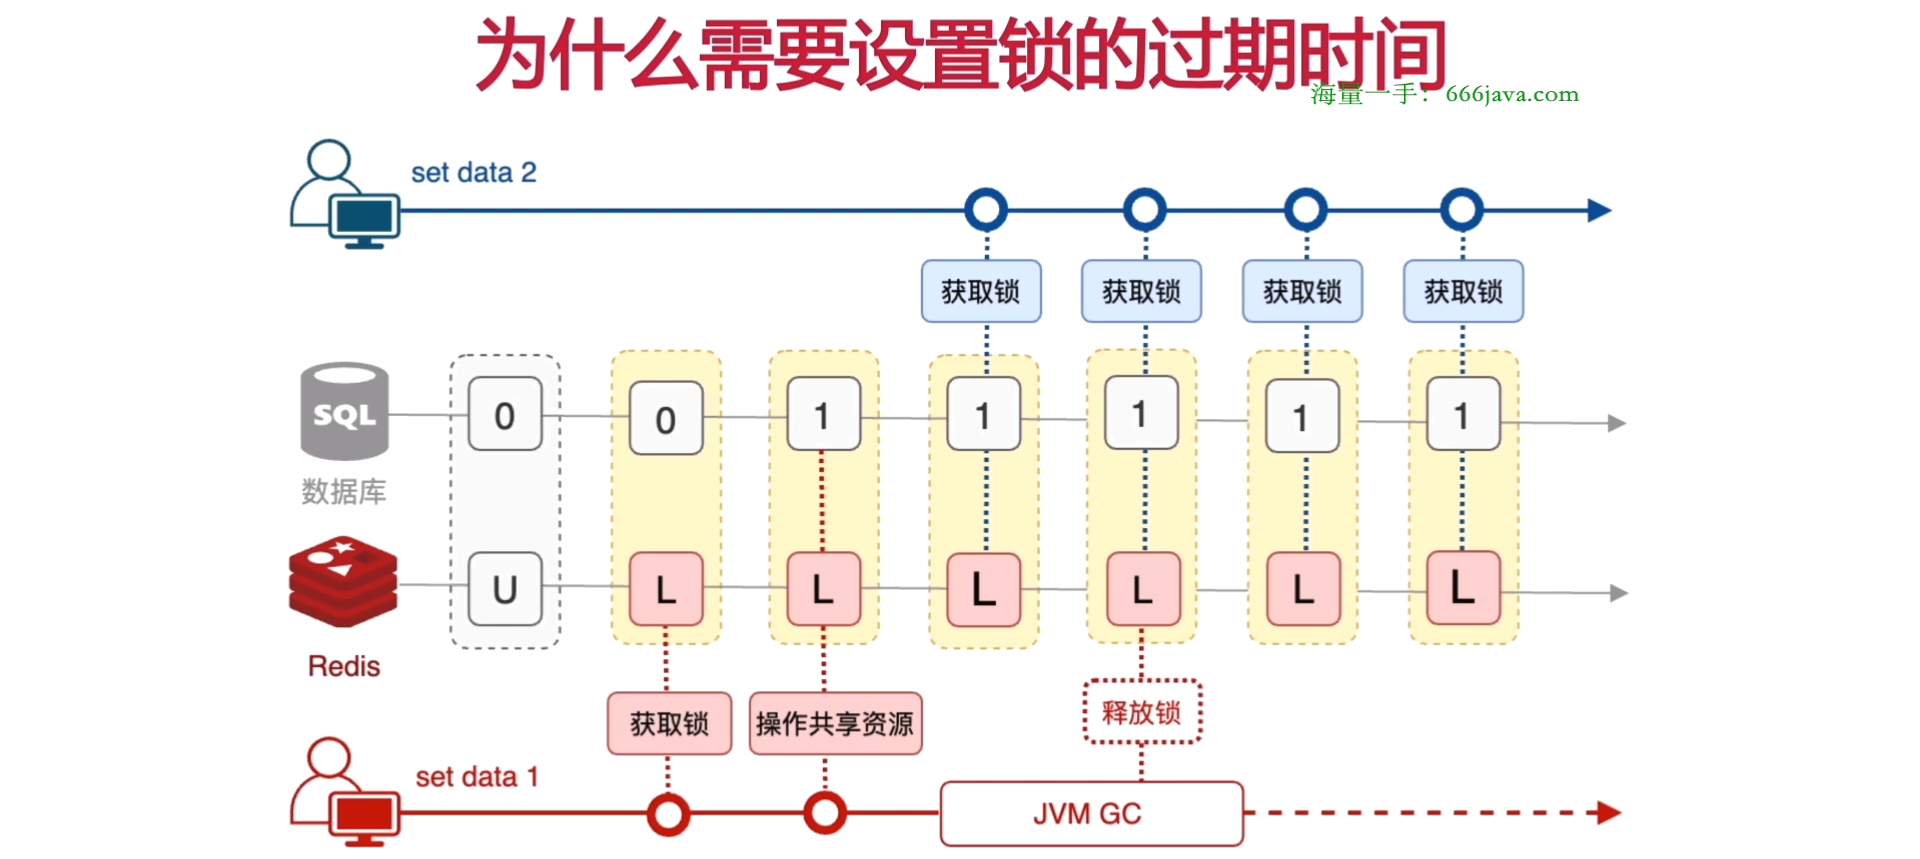 为什么需要设置锁的过期时间
海量一手：666java.com
set data 2
获取锁 获取锁 获取锁 获取锁
SQL 0 0 1 1 1 1 1
数据库
U L L L L L L
Redis
获取锁 操作共享资源 释放锁
set data 1
JVM GC